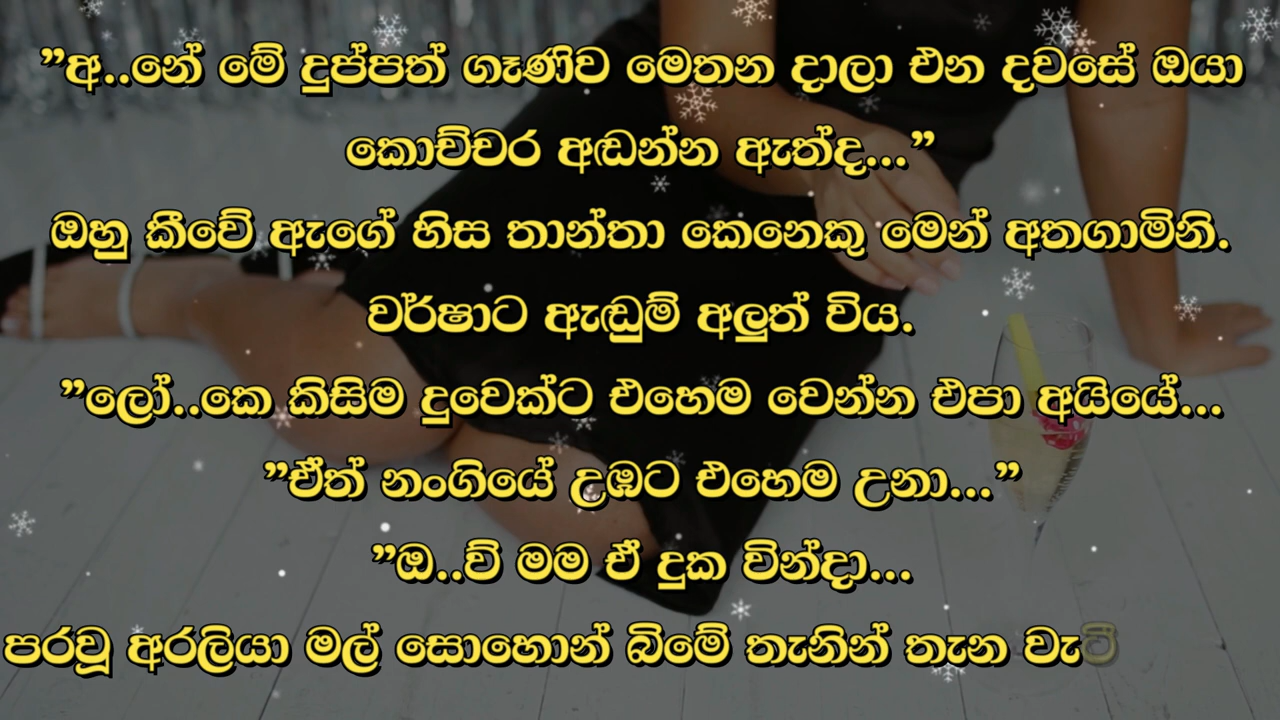 ”අ..නේ මේ දුප්පත් ගෑණිව මෙතන දාලා එන දවසේ ඔයා
කොච්චර අඬන්න ඇත්ද...”
ඔහු කීවේ ඇගේ හිස තාන්තා කෙනෙකු මෙන් අතගාමිනි.
වර්ෂාට ඇඬුම් අලුත් විය.
”ලෝ..කෙ කිසිම දුවෙක්ට එහෙම වෙන්න එපා අයියේ...
”ඒත් නංගියේ උඹට එහෙම උනා...”
”ඔ..ව් මම ඒ දුක වින්දා...
පරවූ අරලියා මල් සොහොන් බිමේ තැනින් තැන වැටී